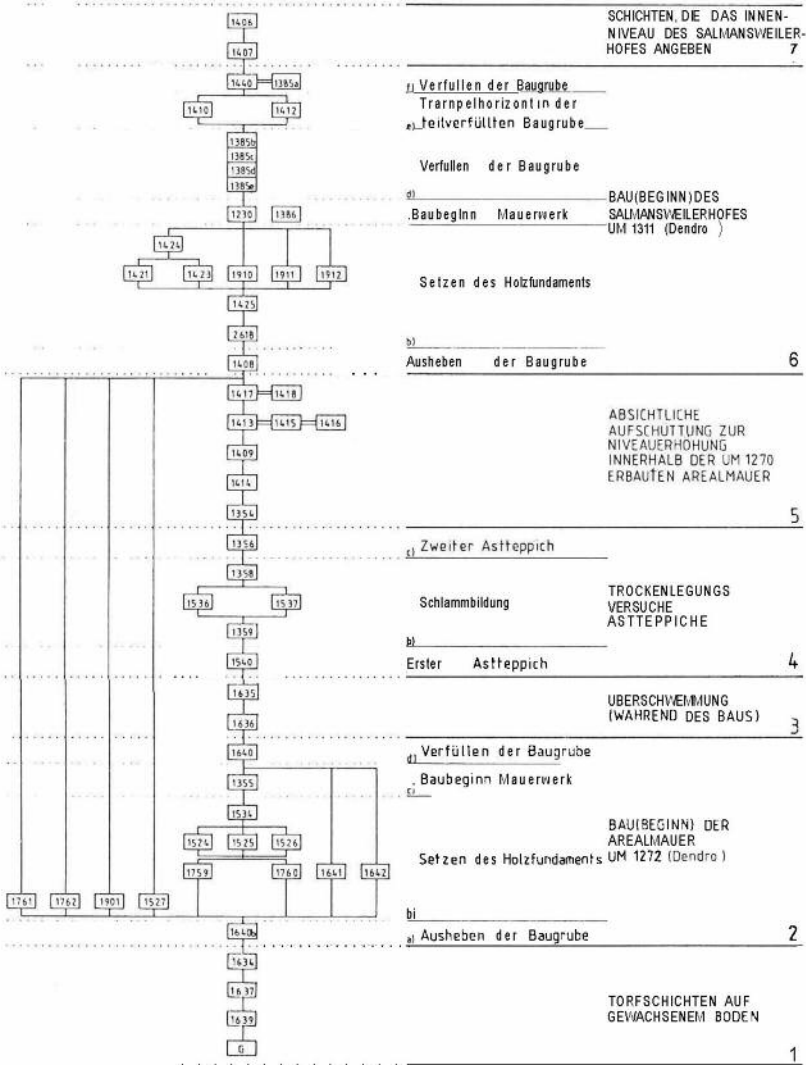 1406
SCHICHTEN, DIE DAS INNEN-
NIVEAU DES SALMANSWEILER-
HOFES ANGEBEN 7
1407
1440 1385a
f) Verfullen der Baugrube
1410 1412
Trarnpelhorizont in der
e) teilverfüllten Baugrube
1385b
1385c
1385d
1385e
Verfullen der Baugrube
d)
1230 1386
.Baubeginn Mauerwerk
BAU(BEGINN) DES
SALMANSWEILERHOFES
UM 1311 (Dendro )
1424
1421 1423 1910 1911 1912
Setzen des Holzfundaments
1425
2618
b)
1408
Ausheben der Baugrube 6
1417 1418
1413 1415 1416
1409
1414
1354
ABSICHTLICHE
AUFSCHUTTUNG ZUR
NIVEAUERHOHUNG
INNERHALB DER UM 1270
ERBAUTEN AREALMAUER
5
1356
c) Zweiter Astteppich
1358
1536 1537
Schlammbildung
1359
b)
TROCKENLEGUNGS
VERSUCHE
ASTTEPPICHE
1540
Erster Astteppich 4
1635
1636
UBERSCHWEMMUNG
(WAHREND DES BAUS)
3
1640
d) Verfüllen der Baugrube
1355
. Baubeginn Mauerwerk
c)
1534
1524 1525 1526
1759 1760 1641 1642
Setzen des Holzfundaments
BAU(BEGINN) DER
AREALMAUER
UM 1272 (Dendro )
1761 1762 1901 1527
bi
1640b
a) Ausheben der Baugrube 2
1634
1637
1639
G
TORFSCHICHTEN AUF
GEWACHSENEM BODEN
1